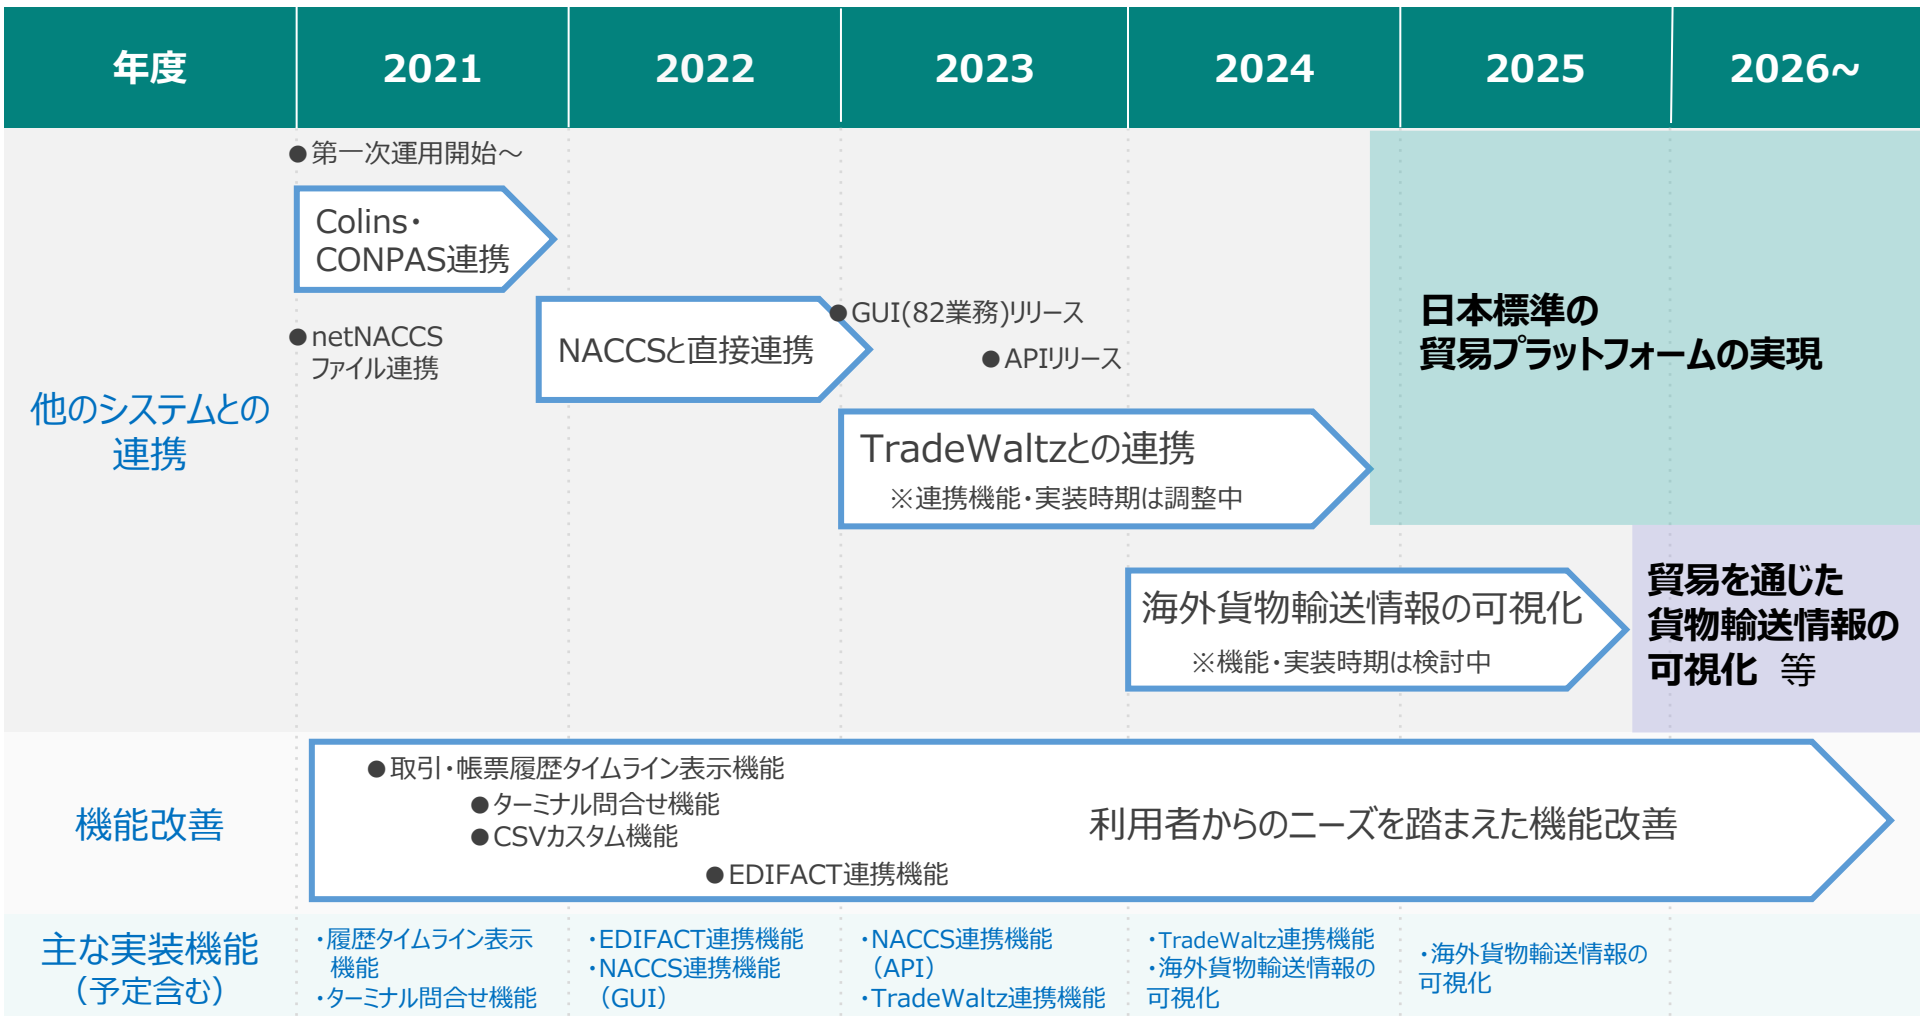 年度
2021
2022
2023
2024
2025
2026~
他のシステムとの
連携
●第一次運用開始～
Colins・
CONPAS連携
●netNACCS
ファイル連携
NACCSと直接連携
●GUI(82業務)リリース
●APIリリース
TradeWaltzとの連携
※連携機能・実装時期は調整中
海外貨物輸送情報の可視化
※機能・実装時期は検討中
日本標準の
貿易プラットフォームの実現
貿易を通じた
貨物輸送情報の
可視化 等
機能改善
●取引・帳票履歴タイムライン表示機能
●ターミナル問合せ機能
●CSVカスタム機能
●EDIFACT連携機能
利用者からのニーズを踏まえた機能改善
主な実装機能
（予定含む）
・履歴タイムライン表示
機能
・ターミナル問合せ機能
・EDIFACT連携機能
・NACCS連携機能
（GUI）
・NACCS連携機能
（API）
・TradeWaltz連携機能
・TradeWaltz連携機能
・海外貨物輸送情報の
可視化
・海外貨物輸送情報の
可視化